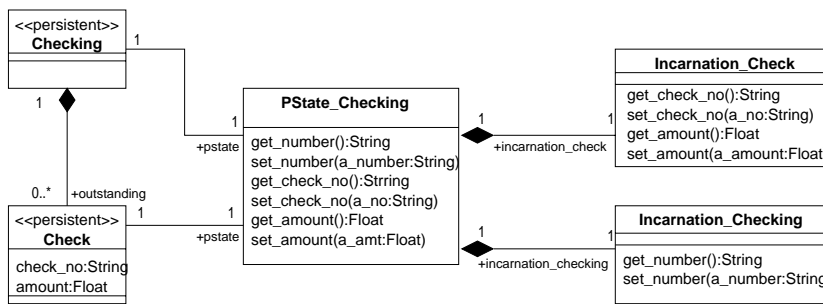 <<persistent>>
Checking
1
1
1
+pstate
0..*
+outstanding
<<persistent>>
Check
check_no:String
amount:Float
1
1
+pstate
PState_Checking
get_number():String
set_number(a_number:String)
get_check_no():Strring
set_check_no(a_no:String)
get_amount():Float
set_amount(a_amt:Float)
1
1
+incarnation_check
Incarnation_Check
get_check_no():String
set_check_no(a_no:String)
get_amount():Float
set_amount(a_amount:Float
1
1
+incarnation_checking
Incarnation_Checking
get_number():String
set_number(a_number:String